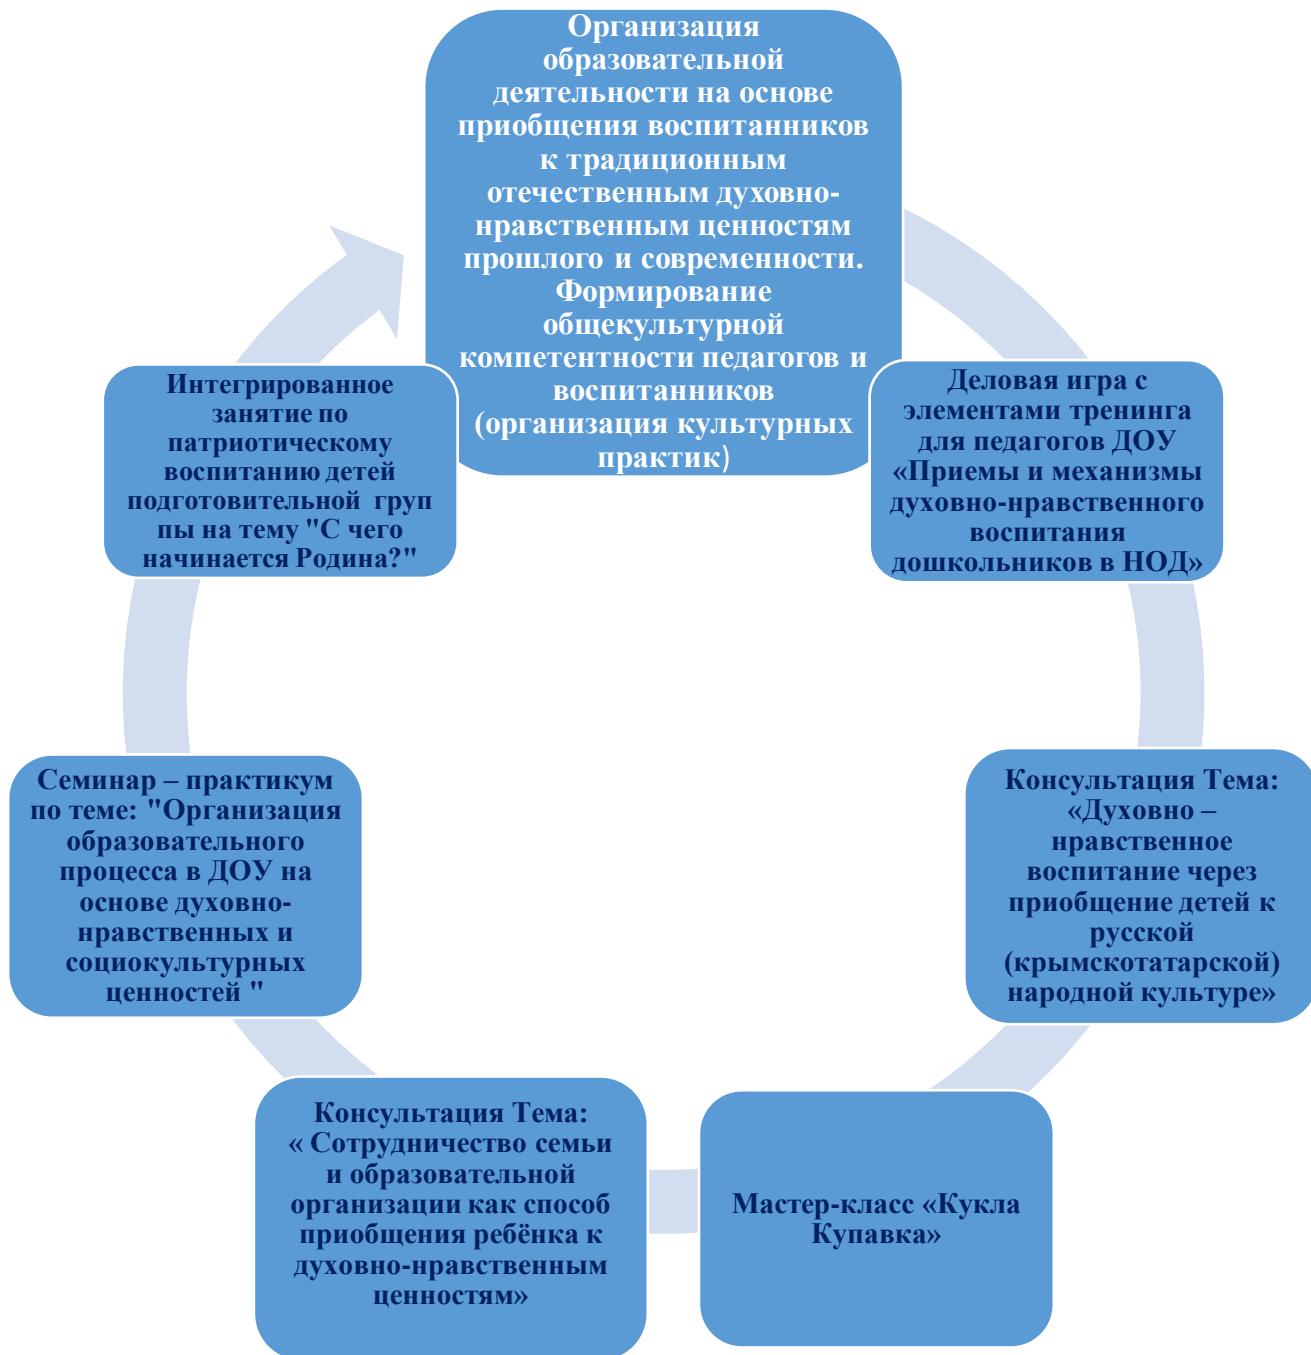 Организация
образовательной
деятельности на основе
приобщения воспитанников
к традиционным
отечественным духовно-
нравственным ценностям
прошлого и современности.
Формирование
общекультурной
компетентности педагогов и
воспитанников
(организация культурных
практик)
Деловая игра с
элементами тренинга
для педагогов ДОУ
«Приемы и механизмы
духовно-нравственного
воспитания
дошкольников в НОД»
Консультация Тема:
«Духовно –
нравственное
воспитание через
приобщение детей к
русской
(крымскотатарской)
народной культуре»
Мастер-класс «Кукла
Купавка»
Консультация Тема:
« Сотрудничество семьи
и образовательной
организации как способ
приобщения ребёнка к
духовно-нравственным
ценностям»
Семинар – практикум
по теме: "Организация
образовательного
процесса в ДОУ на
основе духовно-
нравственных и
социокультурных
ценностей "
Интегрированное
занятие по
патриотическому
воспитанию детей
подготовительной груп
пы на тему "С чего
начинается Родина?"